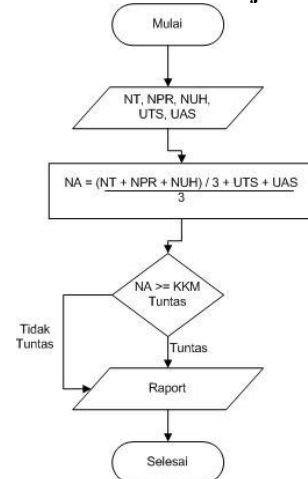 Mulai
NT, NPR, NUH,
UTS, UAS
NA = (NT + NPR + NUH) / 3 + UTS + UAS
3
NA >= KKM
Tuntas
Tidak
Tuntas
Tuntas
Raport
Selesai